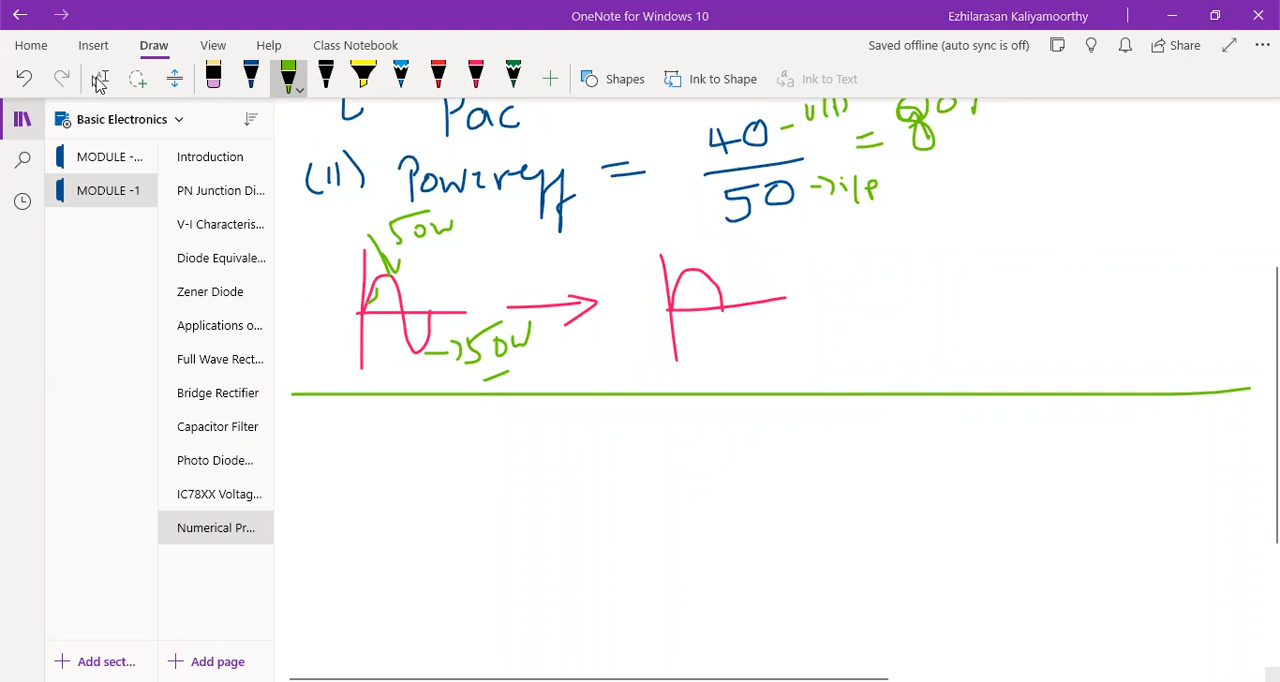 OneNote for Windows 10
Ezhilarasan Kaliyamoorthy
Home
Insert
Draw
View
Help
Class Notebook
Saved offline (auto sync is off)
Share
Shapes
Ink to Shape
Ink to Text
Basic Electronics
MODULE -...
MODULE -1
Introduction
PN Junction Di...
V-I Characteris...
Diode Equivale...
Zener Diode
Applications o...
Full Wave Rect...
Bridge Rectifier
Capacitor Filter
Photo Diode...
IC78XX Voltag...
Numerical Pr...
Add sect...
Add page
Pac
(II) Power eff = 40
50
50W
50W